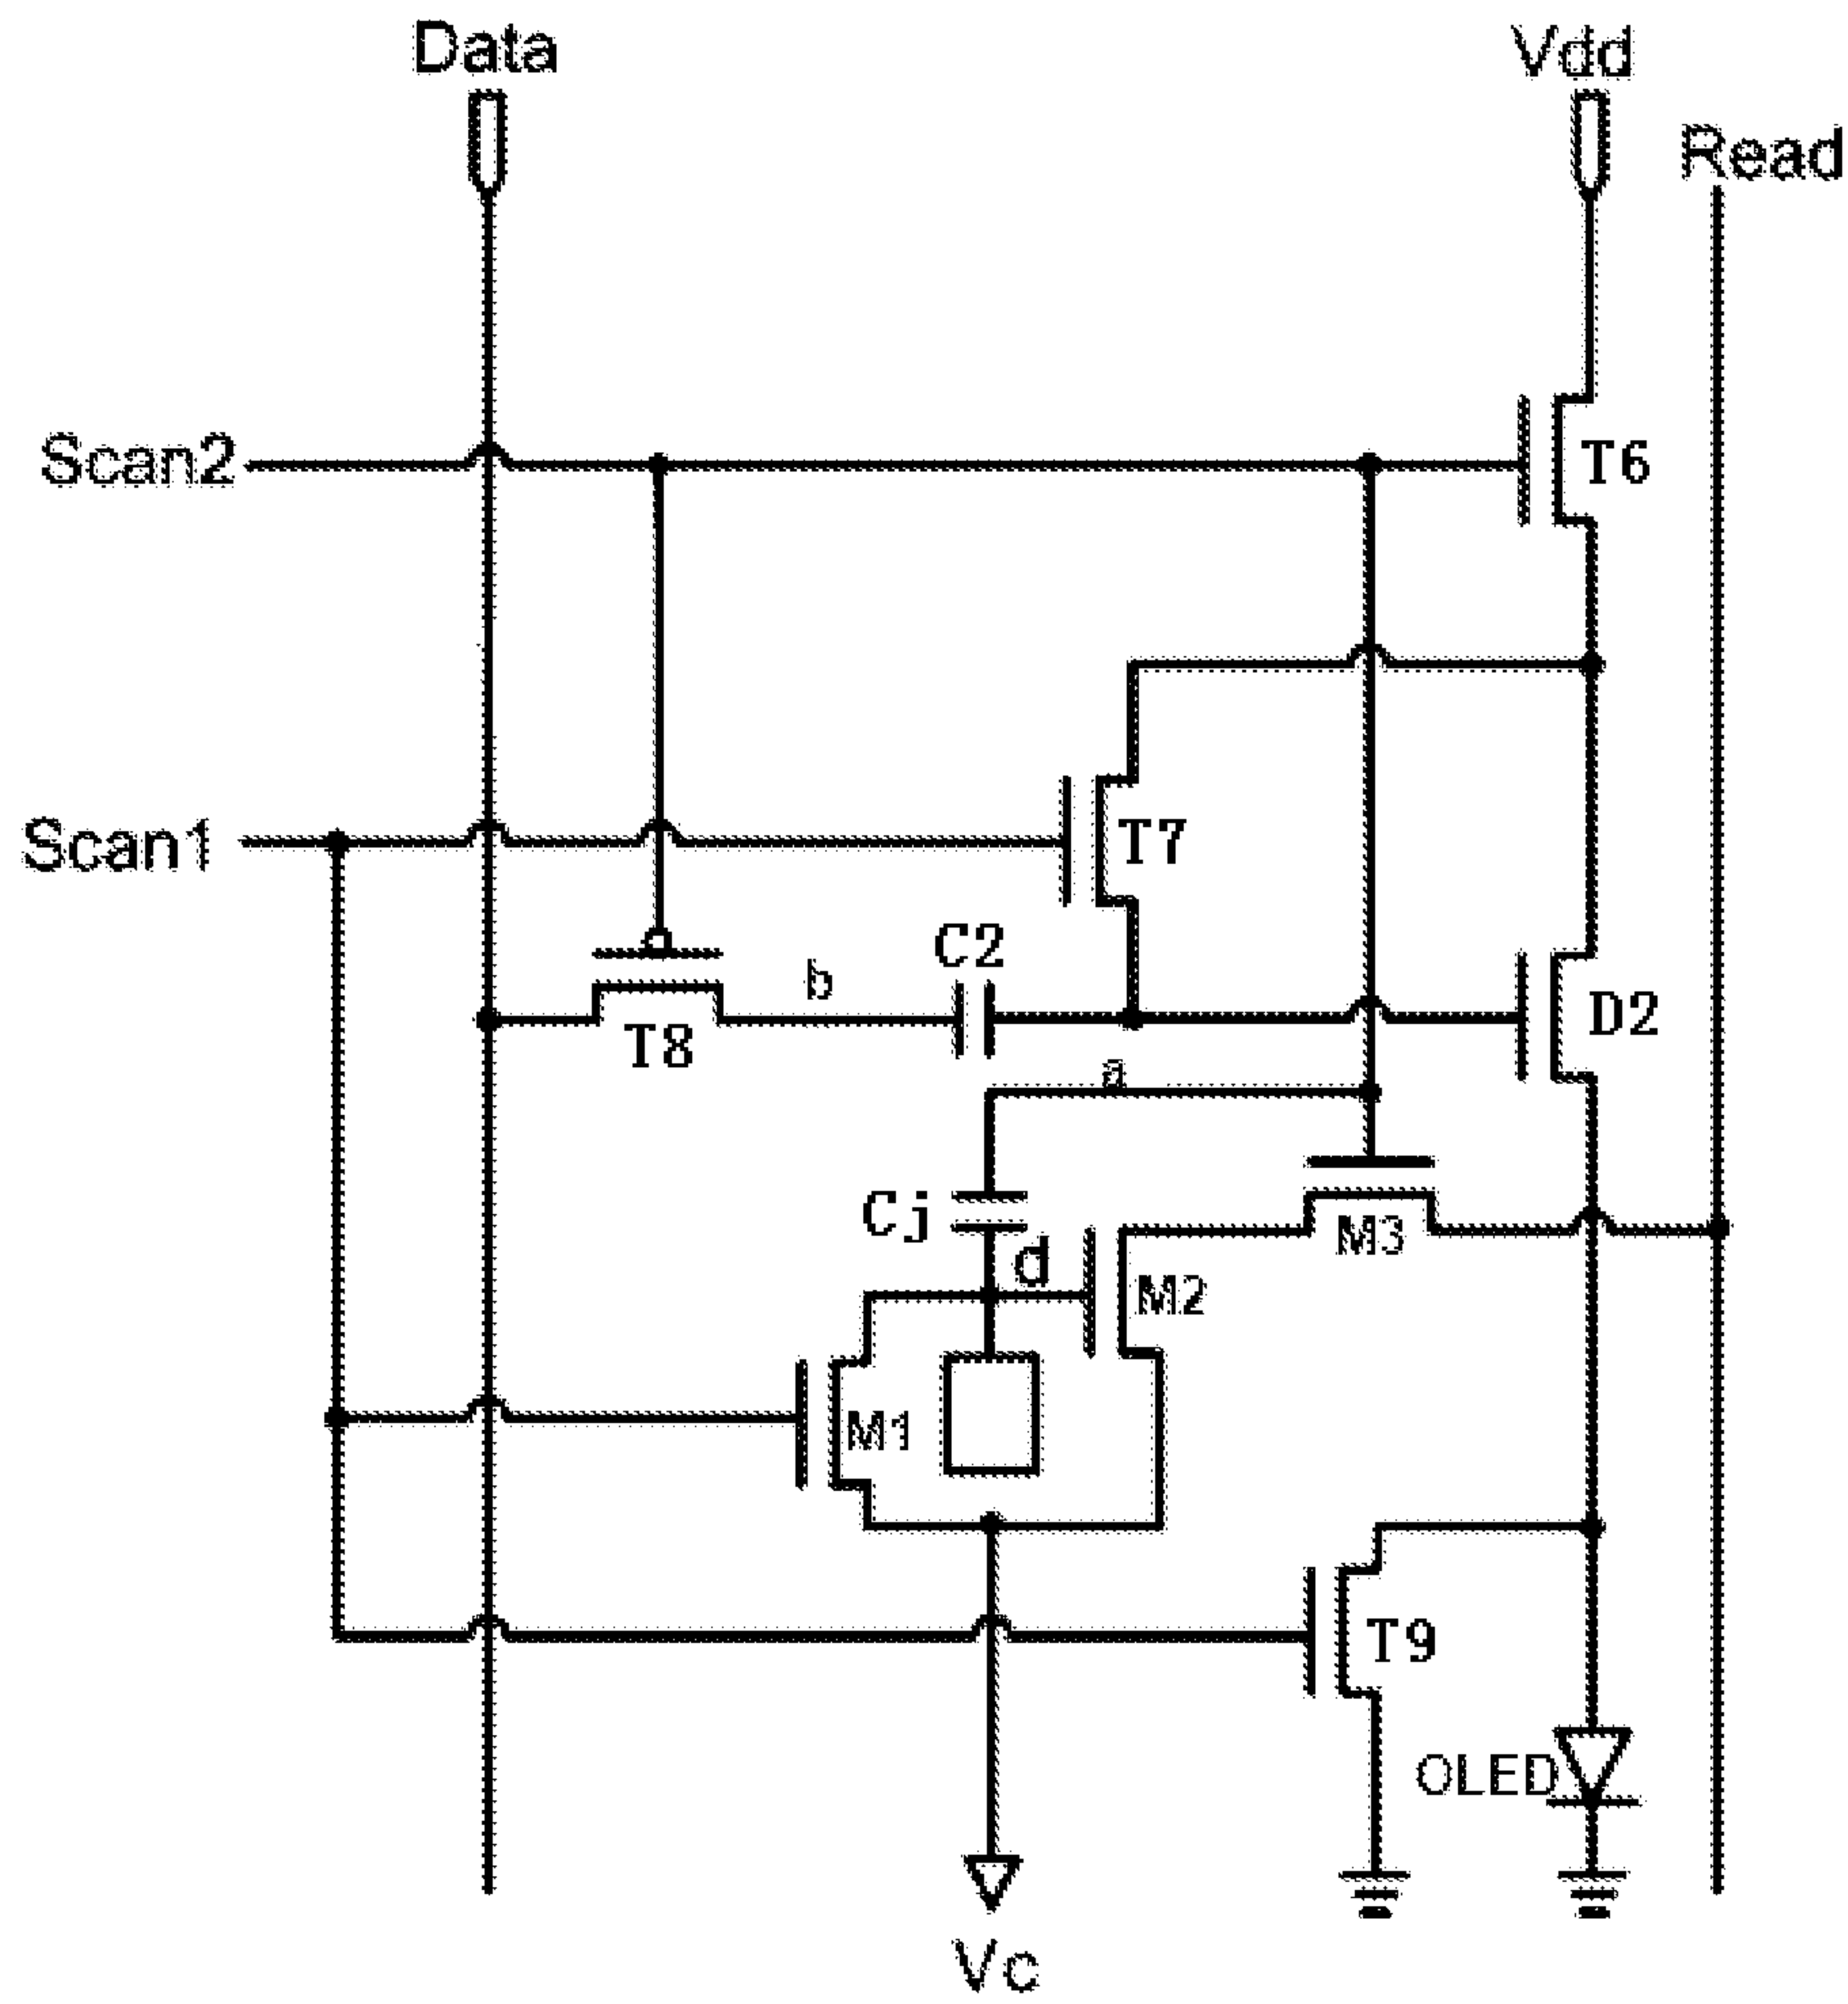 Data
Vdd
Read
Scan2
T6
Scan1
T7
C2
b
T8
D2
a
Cj
d
M3
M2
M1
T9
OLED
Vc